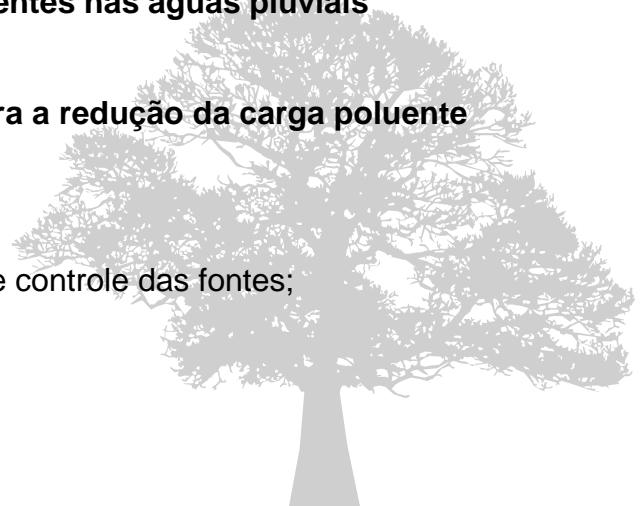 entes nas águas pluviais
ra a redução da carga poluente
e controle das fontes;